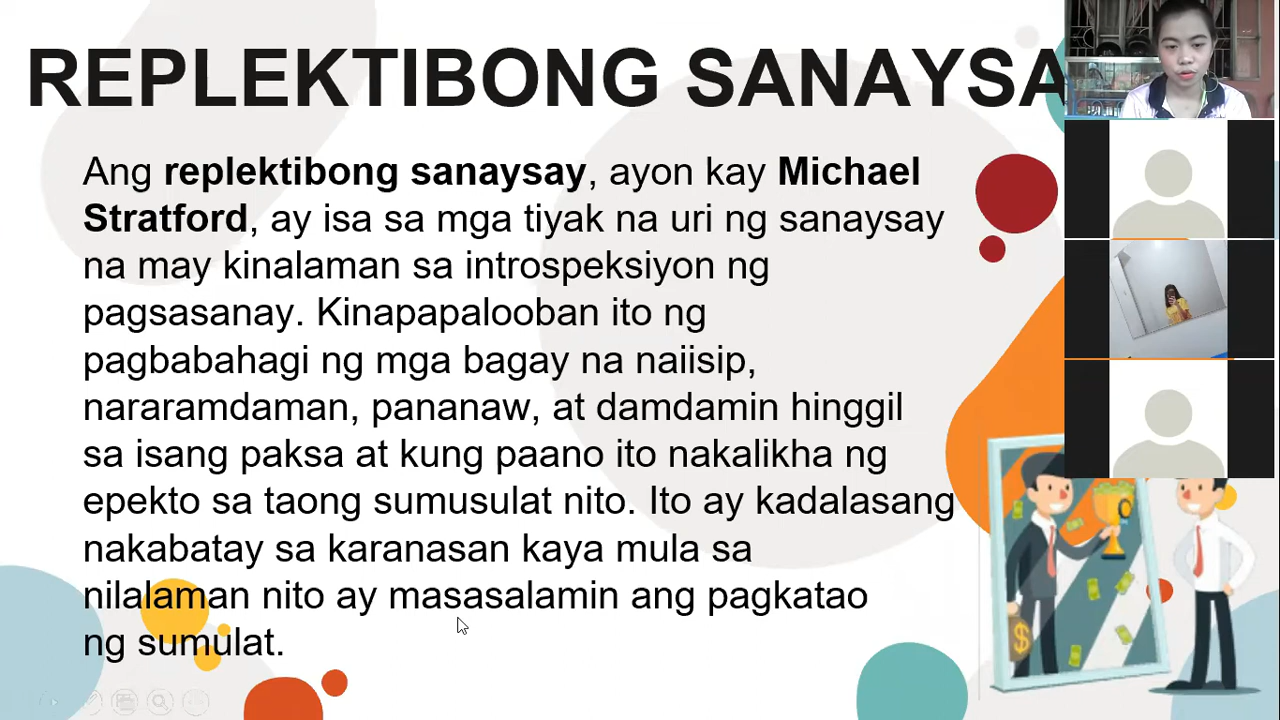 REPLEKTIBONG SANAYSA
Ang replektibong sanaysay, ayon kay Michael
Stratford, ay isa sa mga tiyak na uri ng sanaysay
na may kinalaman sa introspeksiyon ng
pagsasanay. Kinapapalooban ito ng
pagbabahagi ng mga bagay na naiisip,
nararamdaman, pananaw, at damdamin hinggil
sa isang paksa at kung paano ito nakalikha ng
epekto sa taong sumusulat nito. Ito ay kadalasang
nakabatay sa karanasan kaya mula sa
nilalaman nito ay masasalamin ang pagkatao
ng sumulat.
$